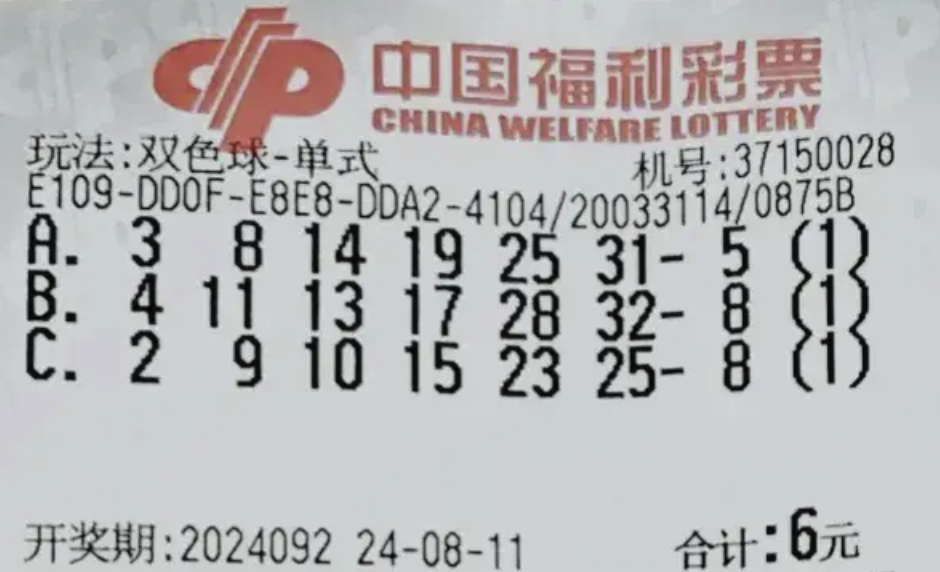 中国福利彩票
CHINA WELFARE LOTTERY
玩法:双色球-单式 机号:37150028
E109-DD0F-E8E8-DDA2-4104/20033114/0875B
A. 3 8 14 19 25 31- 5 (1)
B. 4 11 13 17 28 32- 8 (1)
C. 2 9 10 15 23 25- 8 (1)
开奖期:2024092 24-08-11 合计:6元